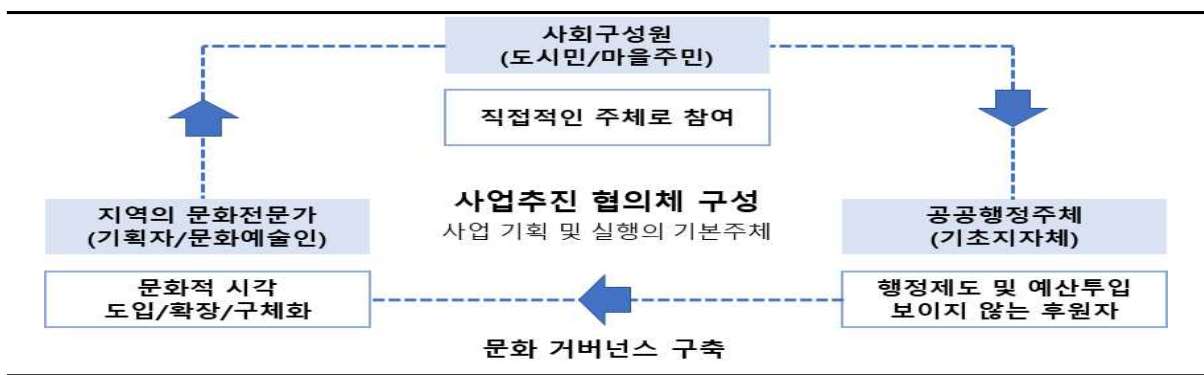 사회구성원
(도시민/마을주민)
직접적인 주체로 참여
사업추진 협의체 구성
사업 기획 및 실행의 기본주체
지역의 문화전문가
(기획자/문화예술인)
문화적 시각
도입/확장/구체화
공공행정주체
(기초지자체)
행정제도 및 예산투입
보이지 않는 후원자
문화 거버넌스 구축